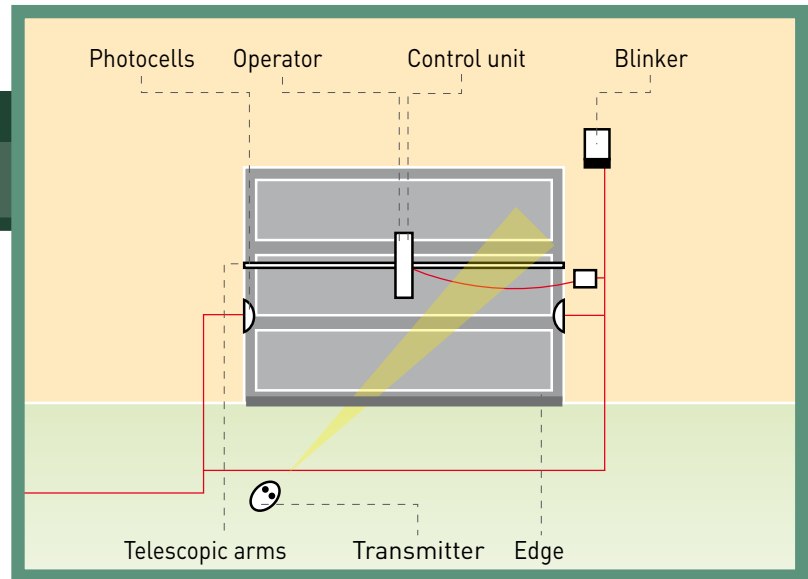 Photocells Operator Control unit Blinker
Telescopic arms Transmitter Edge